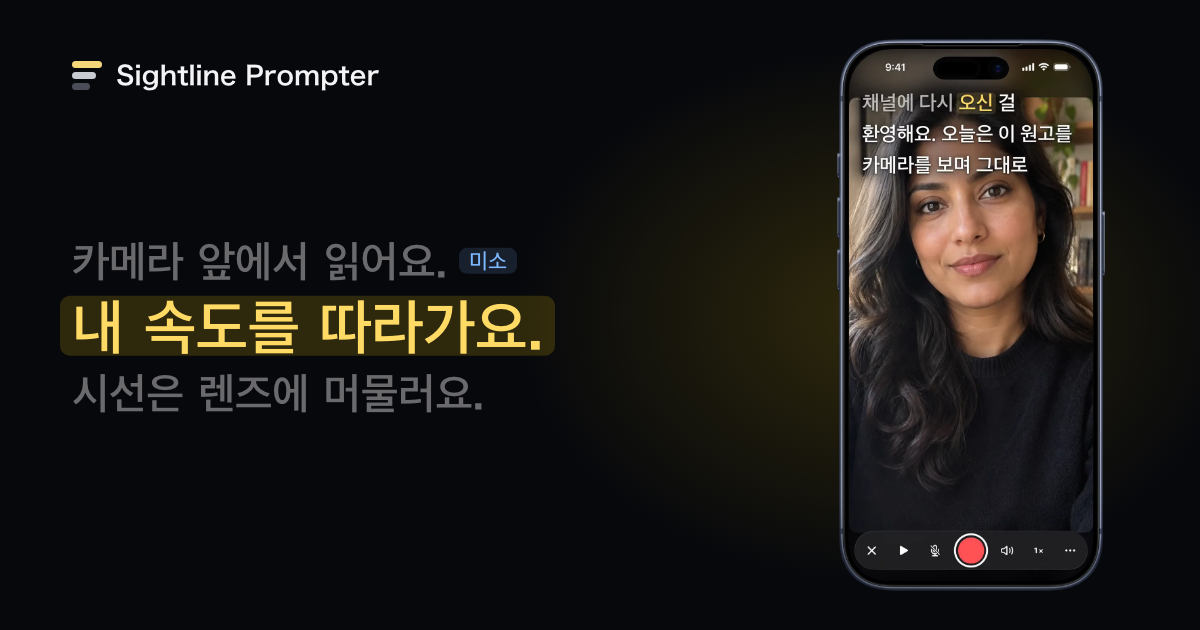 Sightline Prompter
카메라 앞에서 읽어요. 미소
내 속도를 따라가요.
시선은 렌즈에 머물러요.
9:41
채널에 다시 오신 걸
환영해요. 오늘은 이 원고를
카메라를 보며 그대로
1×